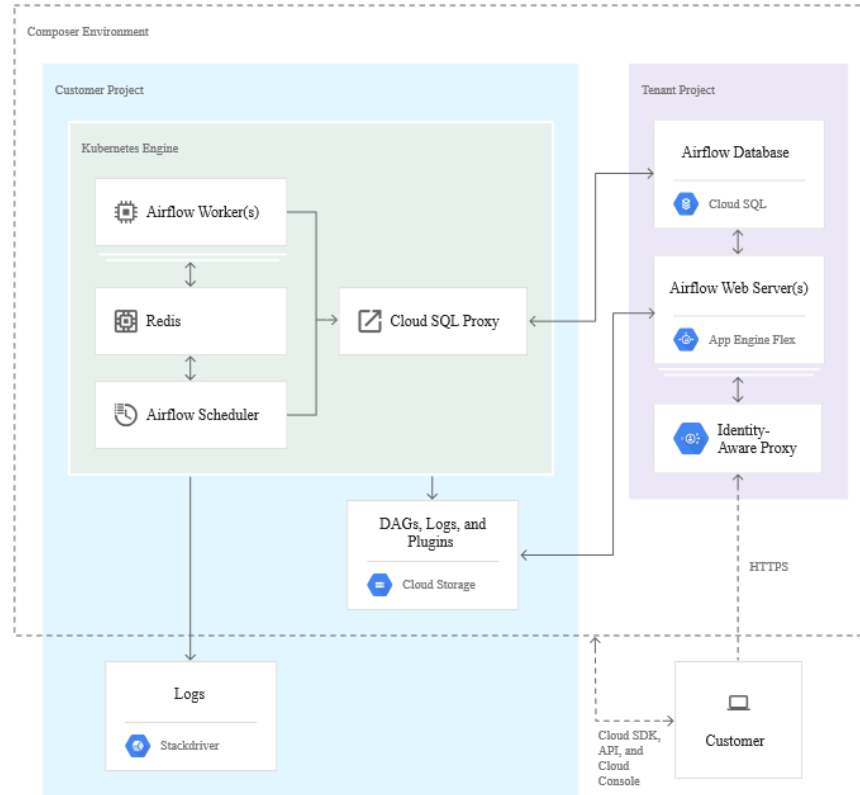 Composer Environment
Customer Project
Tenant Project
Kubernetes Engine
Airflow Worker(s)
Redis
Airflow Scheduler
Cloud SQL Proxy
Airflow Database
Cloud SQL
Airflow Web Server(s)
App Engine Flex
Identity-
Aware Proxy
DAGs, Logs, and
Plugins
Cloud Storage
HTTPS
Logs
Stackdriver
Cloud SDK,
API, and
Cloud
Console
Customer